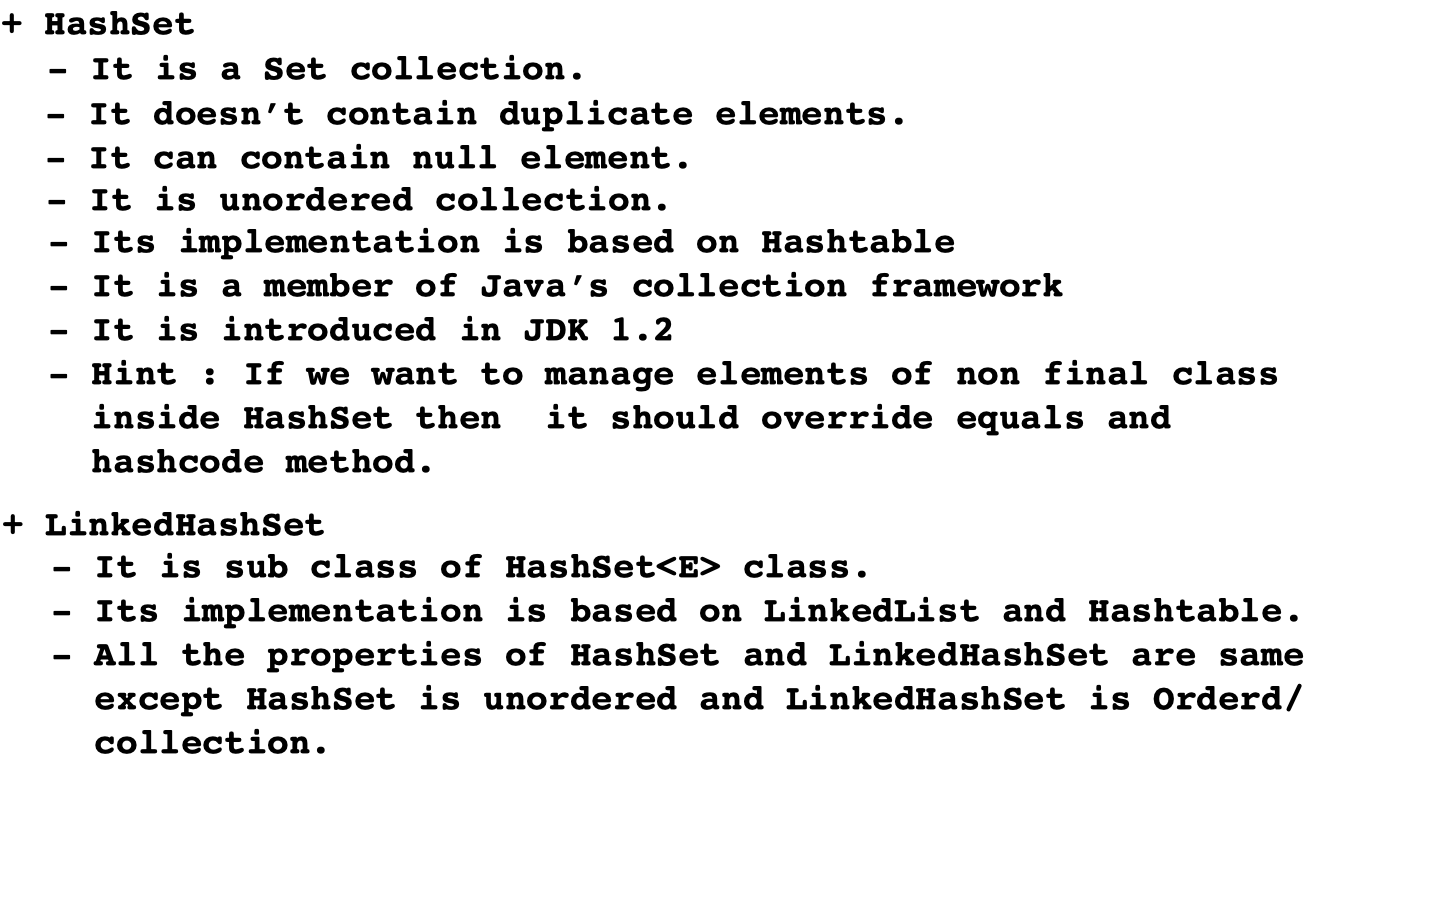 + HashSet
- It is a Set collection.
- It doesn’t contain duplicate elements.
- It can contain null element.
- It is unordered collection.
- Its implementation is based on Hashtable
- It is a member of Java’s collection framework
- It is introduced in JDK 1.2
- Hint : If we want to manage elements of non final class
inside HashSet then  it should override equals and
hashcode method.
+ LinkedHashSet
- It is sub class of HashSet<E> class.
- Its implementation is based on LinkedList and Hashtable.
- All the properties of HashSet and LinkedHashSet are same
except HashSet is unordered and LinkedHashSet is Orderd/
collection.